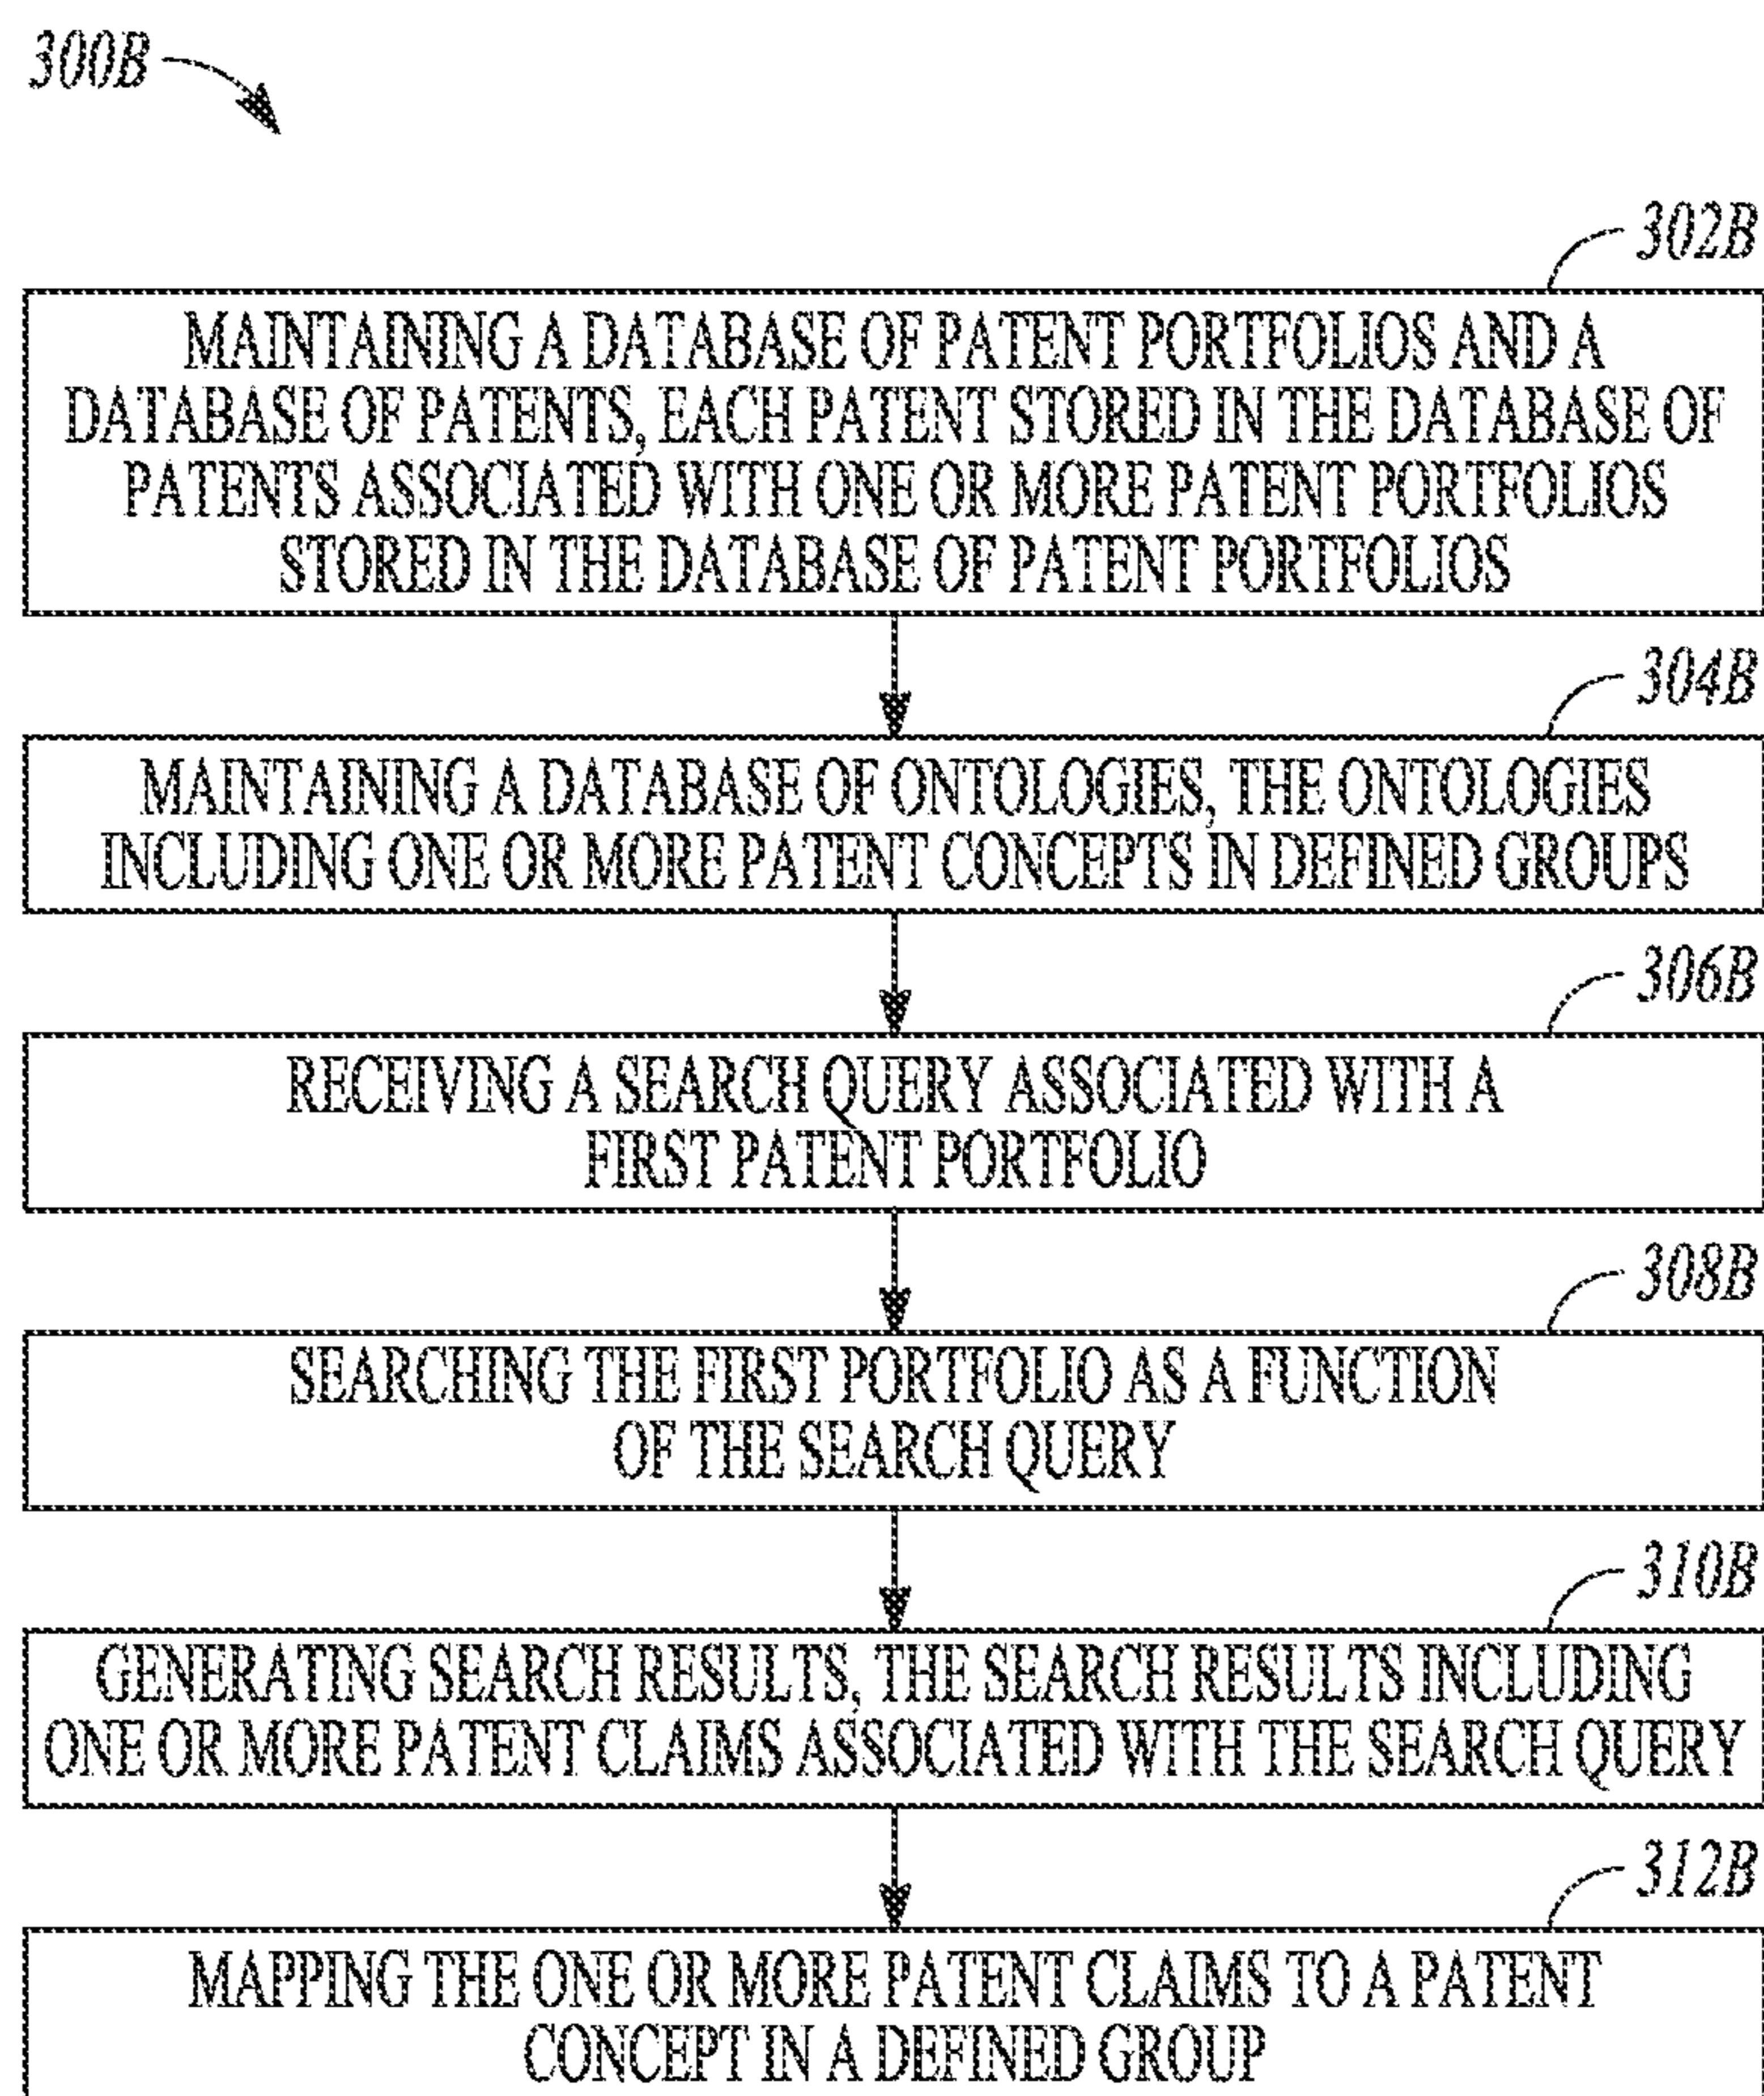 300B
302B
MAINTAINING A DATABASE OF PATENT PORTFOLIOS AND A
DATABASE OF PATENTS, EACH PATENT STORED IN THE DATABASE OF
PATENTS ASSOCIATED WITH ONE OR MORE PATENT PORTFOLIOS
STORED IN THE DATABASE OF PATENT PORTFOLIOS
304B
MAINTAINING A DATABASE OF ONTOLOGIES, THE ONTOLOGIES
INCLUDING ONE OR MORE PATENT CONCEPTS IN DEFINED GROUPS
306B
RECEIVING A SEARCH QUERY ASSOCIATED WITH A
FIRST PATENT PORTFOLIO
308B
SEARCHING THE FIRST PORTFOLIO AS A FUNCTION
OF THE SEARCH QUERY
310B
GENERATING SEARCH RESULTS, THE SEARCH RESULTS INCLUDING
ONE OR MORE PATENT CLAIMS ASSOCIATED WITH THE SEARCH QUERY
312B
MAPPING THE ONE OR MORE PATENT CLAIMS TO A PATENT
CONCEPT IN A DEFINED GROUP